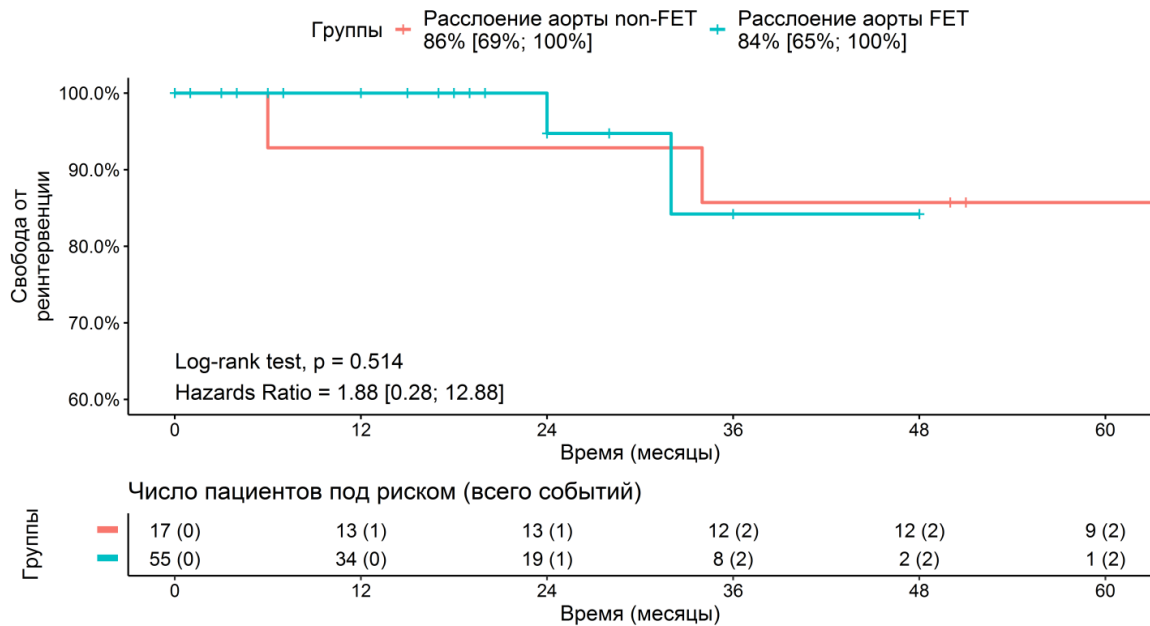 Группы
Расслоение аорты non-FET
86% [69%; 100%]
Расслоение аорты FET
84% [65%; 100%]
Свобода от
реинтервенции
100.0%
90.0%
80.0%
70.0%
60.0%
Log-rank test, p = 0.514
Hazards Ratio = 1.88 [0.28; 12.88]
0 12 24 36 48 60
Время (месяцы)
Число пациентов под риском (всего событий)
Группы
17 (0) 13 (1) 13 (1) 12 (2) 12 (2) 9 (2)
55 (0) 34 (0) 19 (1) 8 (2) 2 (2) 1 (2)
0 12 24 36 48 60
Время (месяцы)